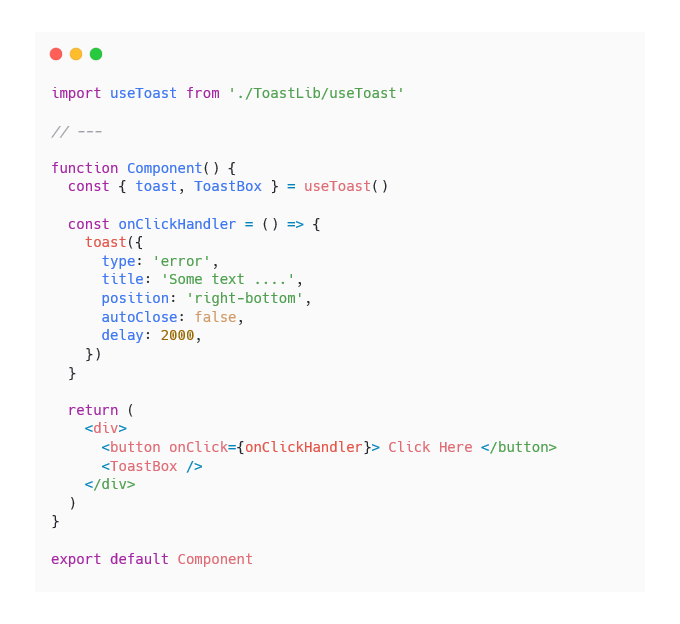 import useToast from './ToastLib/useToast'
// ---
function Component() {
  const { toast, ToastBox } = useToast()
  const onClickHandler = () => {
    toast({
      type: 'error',
      title: 'Some text ....',
      position: 'right-bottom',
      autoClose: false,
      delay: 2000,
    })
  }
  return (
    <div>
      <button onClick={onClickHandler}> Click Here </button>
      <ToastBox />
    </div>
  )
}
export default Component